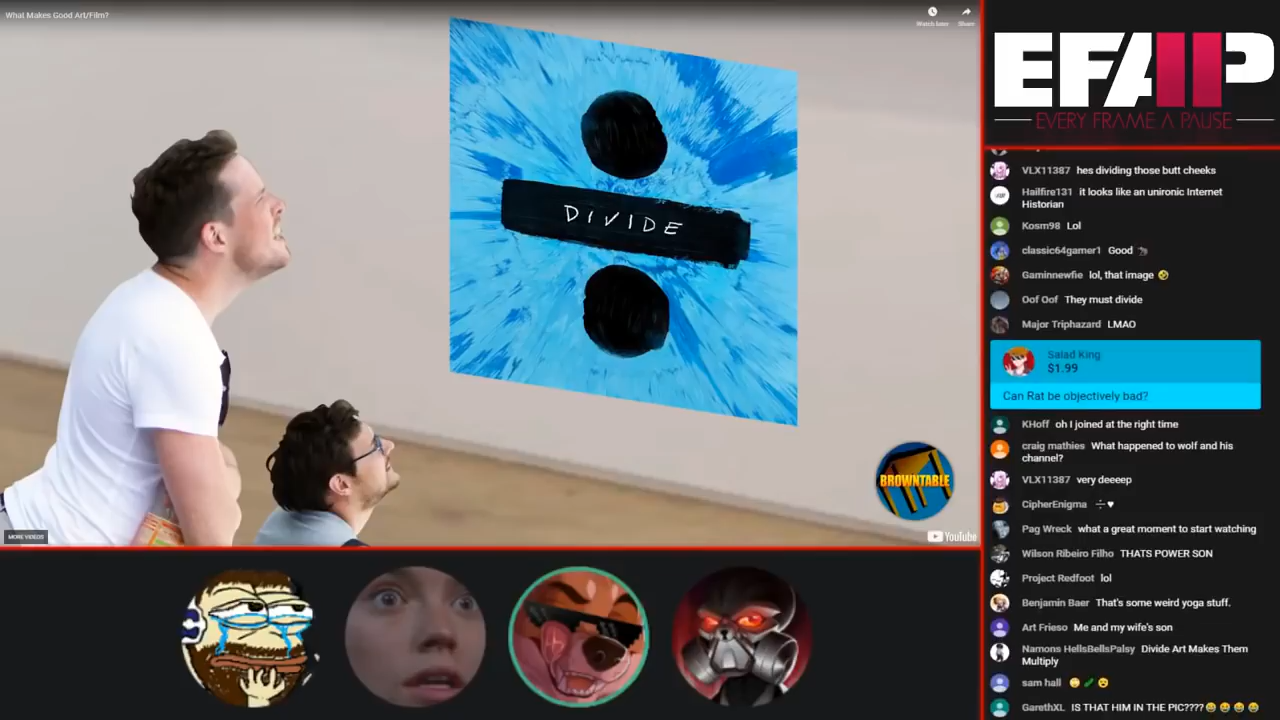 What Makes Good Art/Film?
Watch later
Share
DIVIDE
BROWNTABLE
MORE VIDEOS
YouTube
EFAP
EVERY FRAME A PAUSE
VLX11387 hes dividing those butt cheeks
Hailfire131 it looks like an unironic Internet
Historian
Kosm98 Lol
classic64gamer1 Good
Gaminnewfie lol, that image 🤣
Oof Oof They must divide
Major Triphazard LMAO
Salad King
$1.99
Can Rat be objectively bad?
KHoff oh I joined at the right time
craig mathies What happened to wolf and his
channel?
VLX11387 very deeeep
CipherEnigma ÷♥
Pag Wreck what a great moment to start watching
Wilson Ribeiro Filho THATS POWER SON
Project Redfoot lol
Benjamin Baer That's some weird yoga stuff.
Art Frieso Me and my wife's son
Namons HellsBellsPalsy Divide Art Makes Them
Multiply
sam hall
GarethXL IS THAT HIM IN THE PIC????